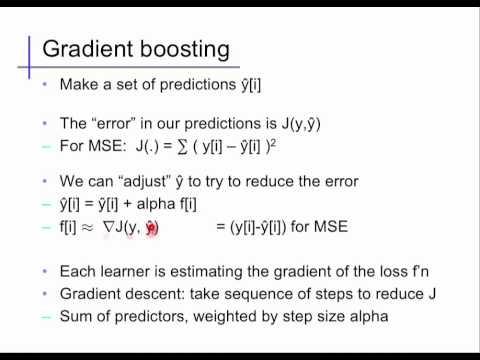 Gradient boosting
• Make a set of predictions ŷ[i]
• The “error” in our predictions is J(y,ŷ)
– For MSE: J(.) = ∑ ( y[i] – ŷ[i] )²
• We can “adjust” ŷ to try to reduce the error
– ŷ[i] = ŷ[i] + alpha f[i]
– f[i] ≈ ∇J(y, ŷ) = (y[i]-ŷ[i]) for MSE
• Each learner is estimating the gradient of the loss f’n
• Gradient descent: take sequence of steps to reduce J
– Sum of predictors, weighted by step size alpha